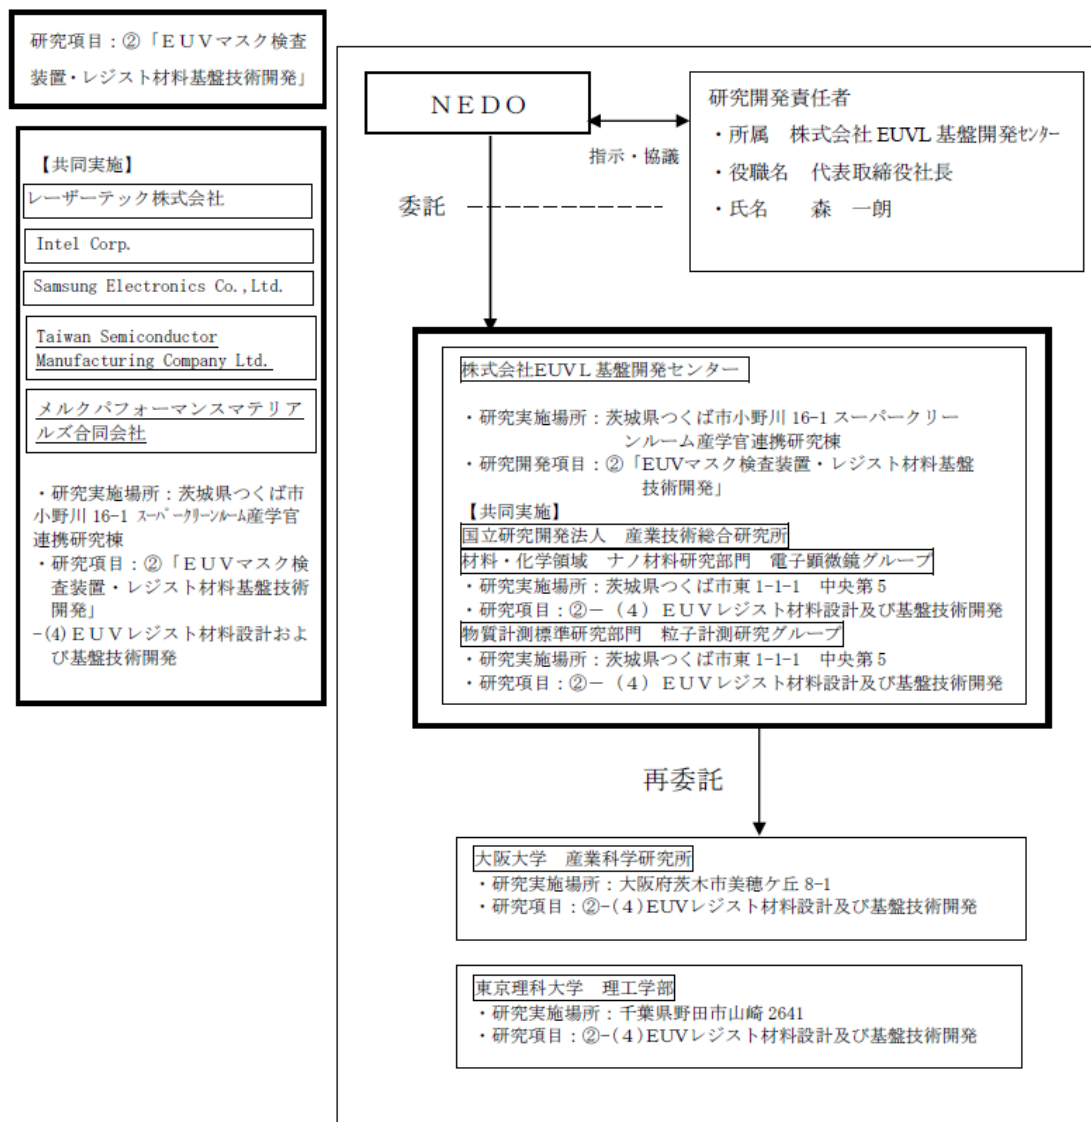 研究項目：②「ＥＵＶマスク検査
装置・レジスト材料基盤技術開発」
【共同実施】
レーザーテック株式会社
Intel Corp.
Samsung Electronics Co.,Ltd.
Taiwan Semiconductor
Manufacturing Company Ltd.
メルクパフォーマンスマテリア
ルズ合同会社
・研究実施場所：茨城県つくば市
小野川 16-1 ｽｰﾊﾟｰｸﾘｰﾝﾙｰﾑ産学官
連携研究棟
・研究項目：②「ＥＵＶマスク検
査装置・レジスト材料基盤技術
開発」
-(4)ＥＵＶレジスト材料設計およ
び基盤技術開発
ＮＥＤＯ
指示・協議
委託
研究開発責任者
・所属　株式会社 EUVL 基盤開発ｾﾝﾀｰ
・役職名　代表取締役社長
・氏名　　森　一朗
株式会社EUVＬ基盤開発センター
・研究実施場所：茨城県つくば市小野川 16-1 スーパークリー
ンルーム産学官連携研究棟
・研究開発項目：②「EUVマスク検査装置・レジスト材料基盤
技術開発」
【共同実施】
国立研究開発法人　産業技術総合研究所
材料・化学領域　ナノ材料研究部門　電子顕微鏡グループ
・研究実施場所：茨城県つくば市東 1-1-1　中央第５
・研究項目：②－（４）ＥＵＶレジスト材料設計及び基盤技術開発
物質計測標準研究部門　粒子計測研究グループ
・研究実施場所：茨城県つくば市東 1-1-1　中央第５
・研究項目：②－（４）ＥＵＶレジスト材料設計及び基盤技術開発
再委託
大阪大学　産業科学研究所
・研究実施場所：大阪府茨木市美穂ケ丘 8-1
・研究項目：②-(４)EUVレジスト材料設計及び基盤技術開発
東京理科大学　理工学部
・研究実施場所：千葉県野田市山崎 2641
・研究項目：②-(４)EUVレジスト材料設計及び基盤技術開発